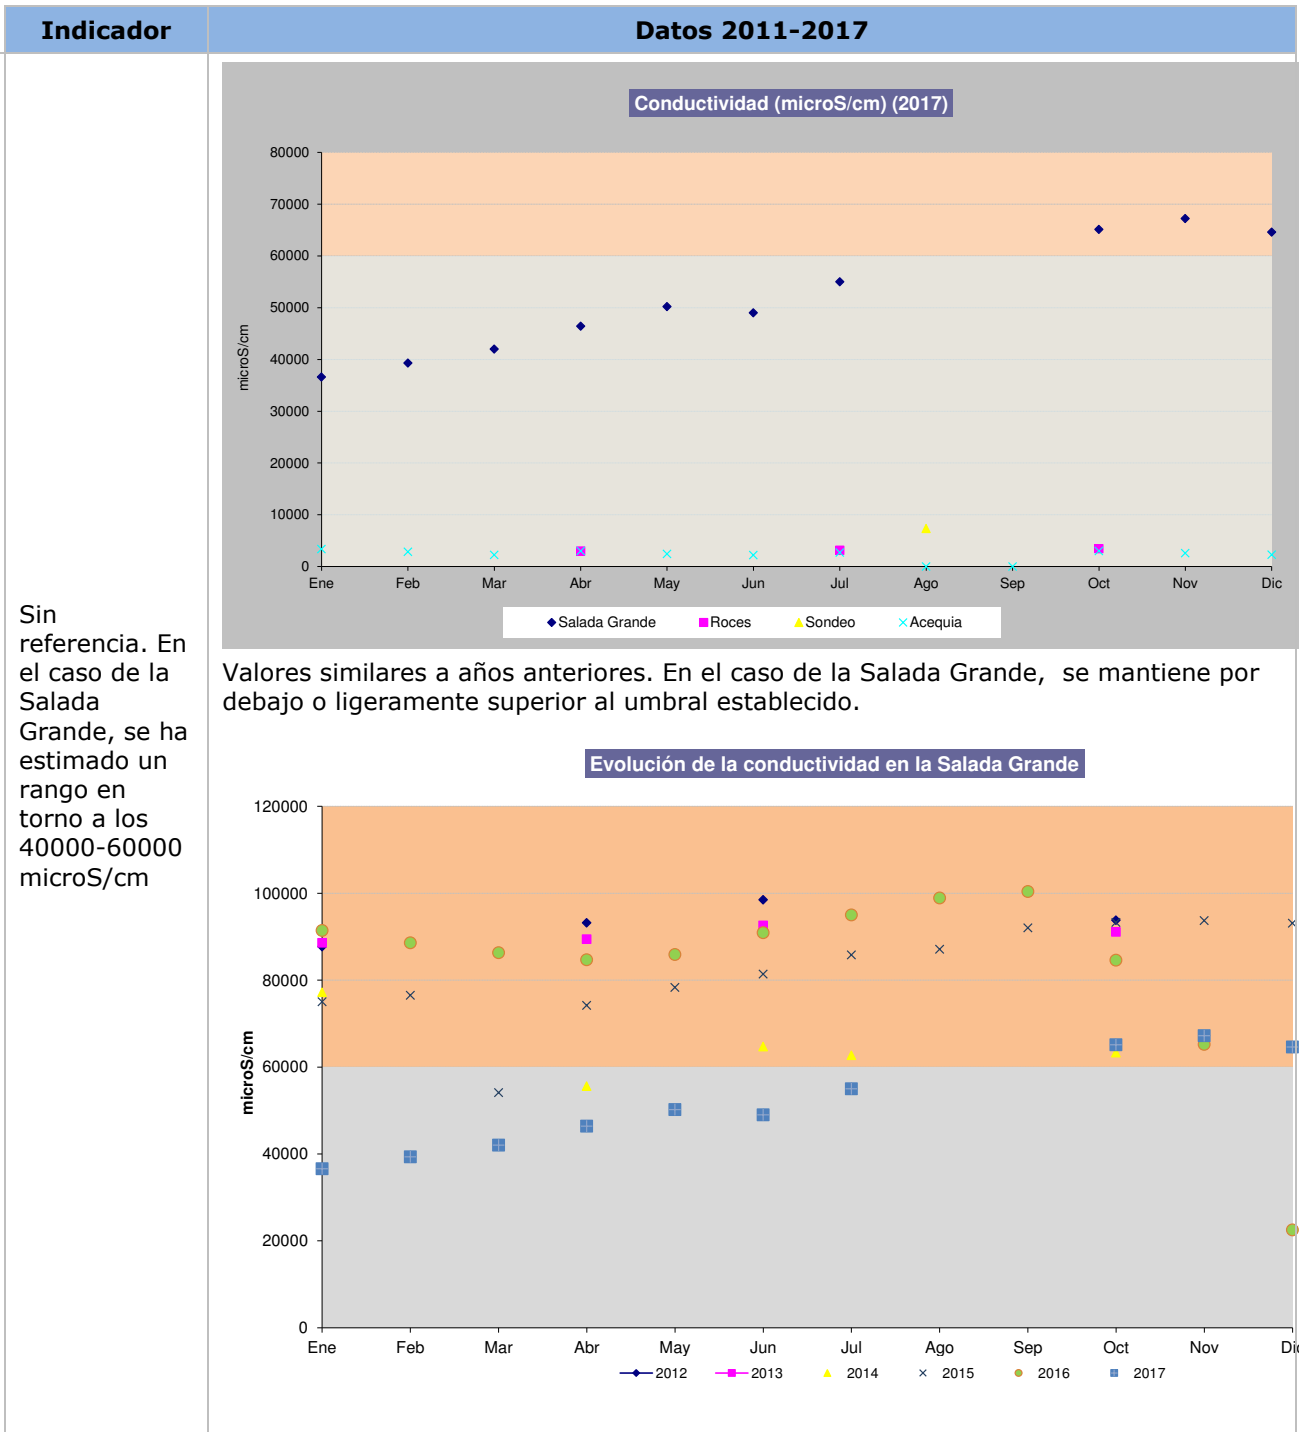 Indicador
Datos 2011-2017
Sin
referencia. En
el caso de la
Salada
Grande, se ha
estimado un
rango en
torno a los
40000-60000
microS/cm
Conductividad (microS/cm) (2017)
80000
70000
60000
50000
40000
30000
20000
10000
0
microS/cm
Ene Feb Mar Abr May Jun Jul Ago Sep Oct Nov Dic
Salada Grande Roces Sondeo Acequia
Valores similares a años anteriores. En el caso de la Salada Grande, se mantiene por
debajo o ligeramente superior al umbral establecido.
Evolución de la conductividad en la Salada Grande
120000
100000
80000
60000
40000
20000
0
microS/cm
Ene Feb Mar Abr May Jun Jul Ago Sep Oct Nov Dic
2012 2013 2014 2015 2016 2017